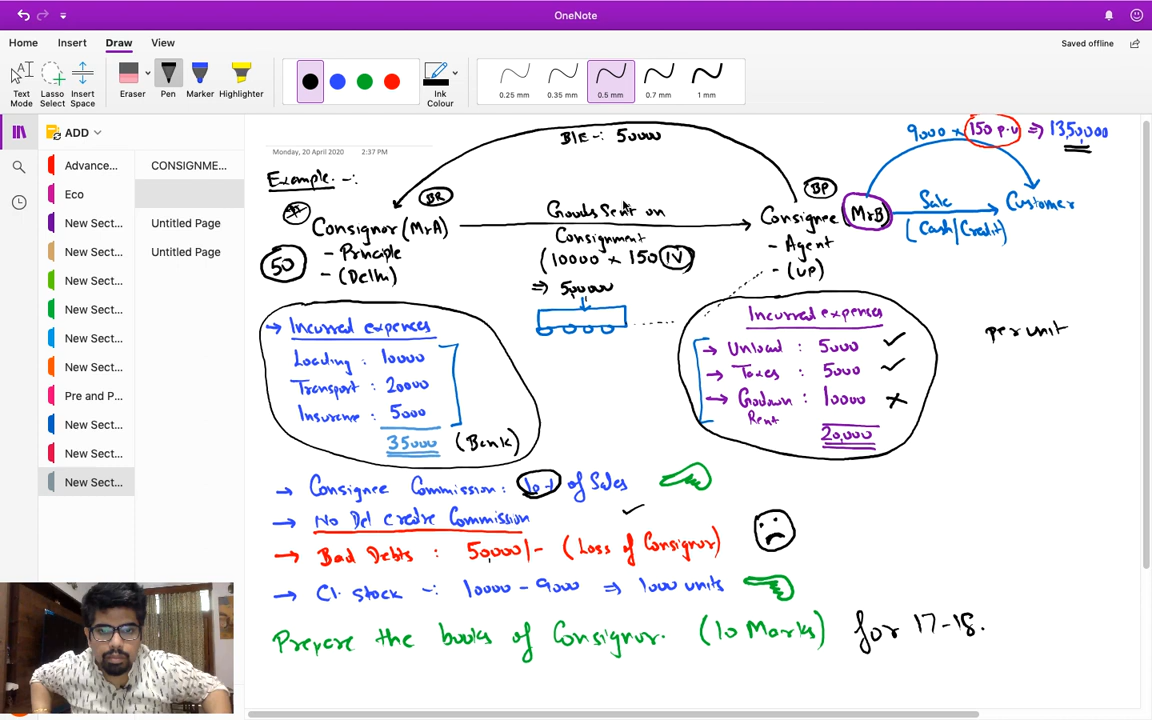 OneNote
Home Insert Draw View
Saved offline
Text Mode
Lasso Select
Insert Space
Eraser
Pen
Marker
Highlighter
Ink Colour
0.25 mm
0.35 mm
0.5 mm
0.7 mm
1 mm
ADD
Advance...
Eco
New Sect...
New Sect...
New Sect...
New Sect...
New Sect...
New Sect...
Pre and P...
New Sect...
New Sect...
New Sect...
CONSIGNME...
Untitled Page
Untitled Page
Monday, 20 April 2020 2:37 PM
Example -:
B/E -: 50000
9000 × 150 p.u ⇒ 13,50,000
BR
BP
Consignor (Mr A)
- Principle
- (Delhi)
50
Goods Sent on
Consignment
(10000 × 150 IV)
⇒ 500000
Consignee (Mr B)
- Agent
- (UP)
Sale
(Cash/Credit)
Customer
→ Incurred expenses
Loading : 10000
Transport : 20000
Insurance : 5000
35000 (Bank)
Incurred expenses
→ Unload : 5000 ✓
→ Taxes : 5000 ✓
→ Godown Rent : 10000 ×
20,000
per unit
→ Consignee Commission : of Sales
→ No Del credre Commission
→ Bad Debts : 50,000/- (Loss of Consignor)
→ Cl. stock -: 10000 - 9000 ⇒ 1000 units
Prepare the books of Consignor. (10 Marks) for 17-18.